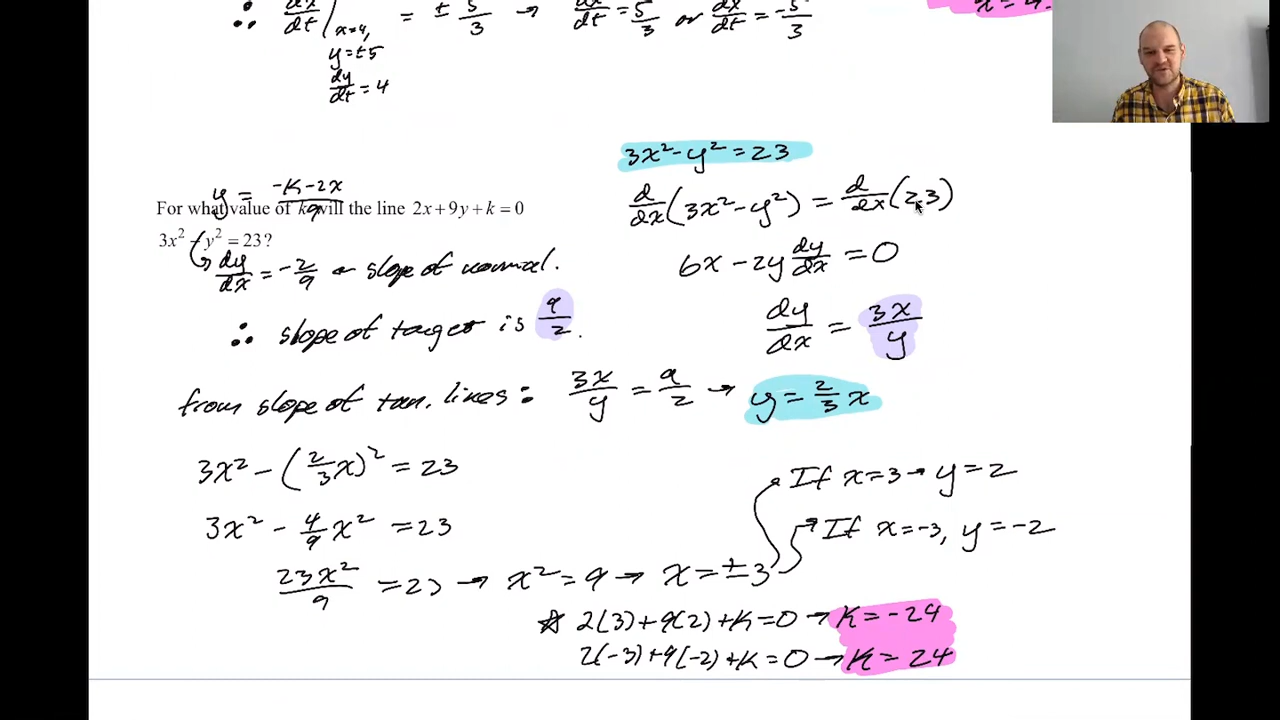 ∴ dx/dt | x=4, = ± 5/3 → dx/dt = 5/3 or dx/dt = -5/3
y=±5
dy/dt = 4
x=4.
y = (-k-2x)/9
For what value of k will the line 2x + 9y + k = 0
3x² - y² = 23?
↳ dy/dx = -2/9 ← slope of normal.
∴ slope of target is 9/2.
3x² - y² = 23
d/dx (3x² - y²) = d/dx (23)
6x - 2y dy/dx = 0
dy/dx = 3x/y
from slope of tan. lines: 3x/y = 9/2 → y = 2/3 x
3x² - (2/3 x)² = 23
3x² - 4/9 x² = 23
23x²/9 = 23 → x² = 9 → x = ±3
If x=3 → y=2
If x=-3, y=-2
☆ 2(3)+9(2)+k=0 → k=-24
2(-3)+9(-2)+k=0 → k=24